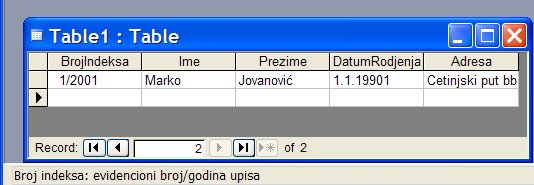 Table1 : Table
BrojIndeksa Ime Prezime DatumRodjenja Adresa
1/2001 Marko Jovanović 1.1.19901 Cetinjski put bb
Record: 2 of 2
Broj indeksa: evidencioni broj/godina upisa